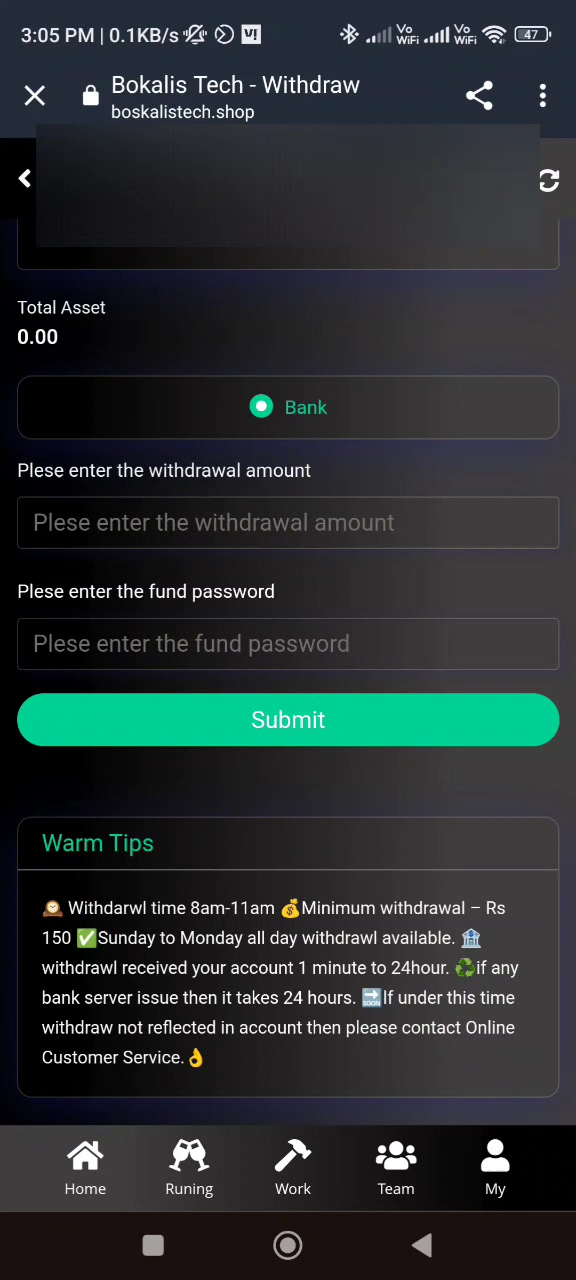 3:05 PM | 0.1KB/s V! Vo WiFi Vo WiFi 47
Bokalis Tech - Withdraw
boskalistech.shop
Total Asset
0.00
Bank
Plese enter the withdrawal amount
Plese enter the withdrawal amount
Plese enter the fund password
Plese enter the fund password
Submit
Warm Tips
🕰️ Withdarwl time 8am-11am 💰Minimum withdrawal – Rs
150 ✅Sunday to Monday all day withdrawl available. 🏦
withdrawl received your account 1 minute to 24hour. ♻️if any
bank server issue then it takes 24 hours. 🔜If under this time
withdraw not reflected in account then please contact Online
Customer Service.👌
Home Runing Work Team My